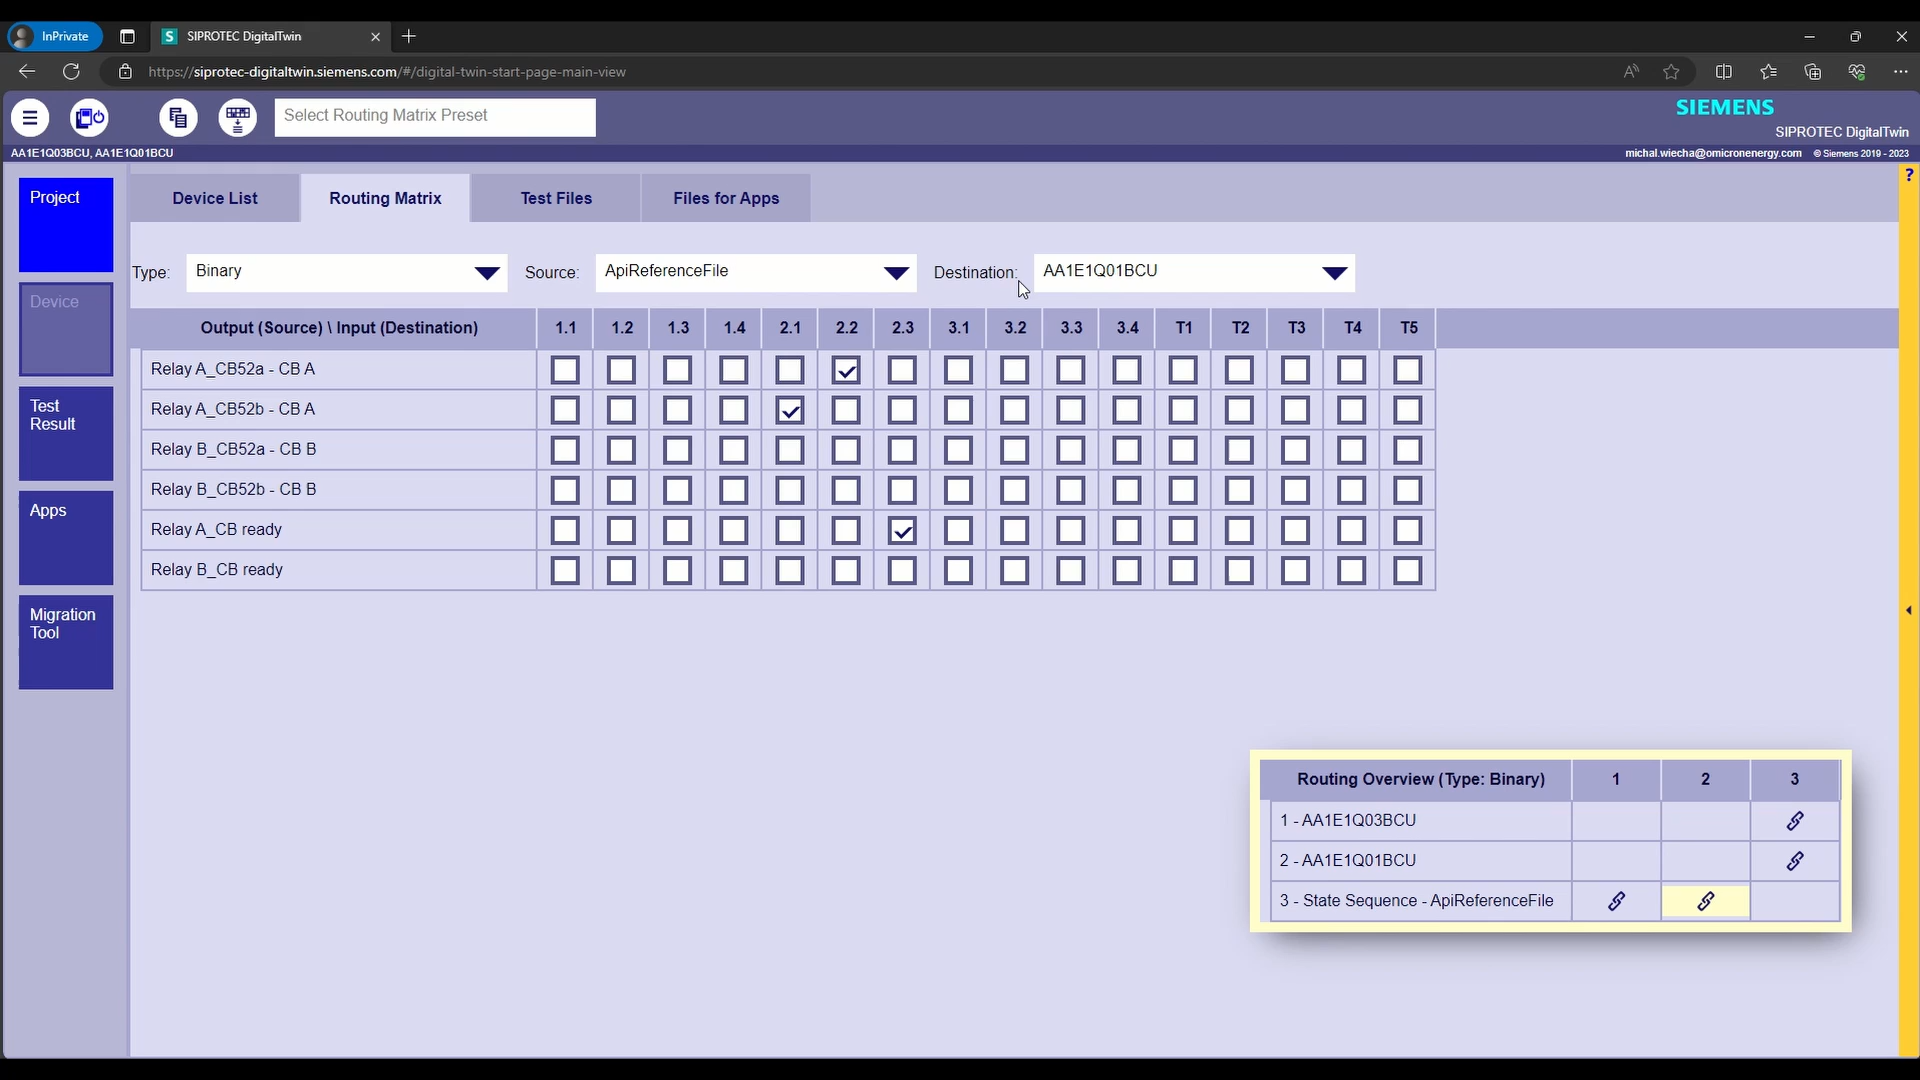 InPrivate
S SIPROTEC DigitalTwin
https://siprotec-digitaltwin.siemens.com/#/digital-twin-start-page-main-view
Select Routing Matrix Preset
SIEMENS
SIPROTEC DigitalTwin
AA1E1Q03BCU, AA1E1Q01BCU
michal.wiecha@omicronenergy.com © Siemens 2019 - 2023
?
Project
Device
Test
Result
Apps
Migration
Tool
Device List Routing Matrix Test Files Files for Apps
Type: Binary Source: ApiReferenceFile Destination: AA1E1Q01BCU
Output (Source) \ Input (Destination) 1.1 1.2 1.3 1.4 2.1 2.2 2.3 3.1 3.2 3.3 3.4 T1 T2 T3 T4 T5
Relay A_CB52a - CB A
Relay A_CB52b - CB A
Relay B_CB52a - CB B
Relay B_CB52b - CB B
Relay A_CB ready
Relay B_CB ready
Routing Overview (Type: Binary) 1 2 3
1 - AA1E1Q03BCU
2 - AA1E1Q01BCU
3 - State Sequence - ApiReferenceFile